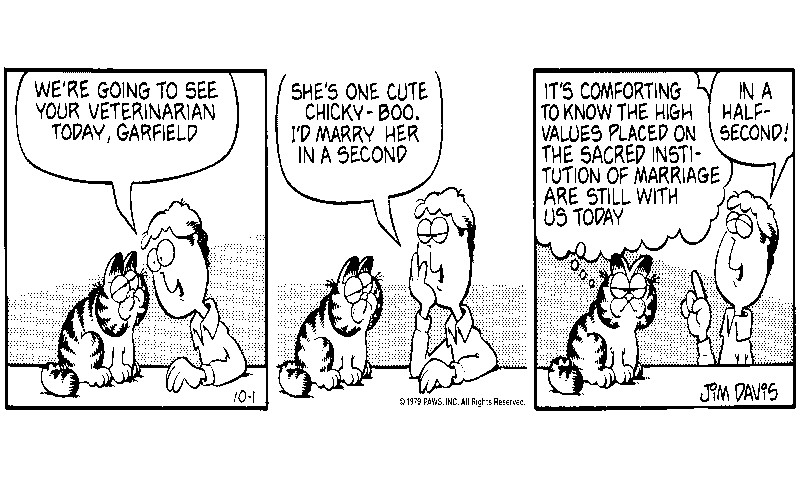 WE'RE GOING TO SEE
YOUR VETERINARIAN
TODAY, GARFIELD
10-1
SHE'S ONE CUTE
CHICKY-BOO.
I'D MARRY HER
IN A SECOND
© 1979 PAWS, INC. All Rights Reserved.
IT'S COMFORTING
TO KNOW THE HIGH
VALUES PLACED ON
THE SACRED INSTI-
TUTION OF MARRIAGE
ARE STILL WITH
US TODAY
IN A
HALF-
SECOND!
JIM DAVIS